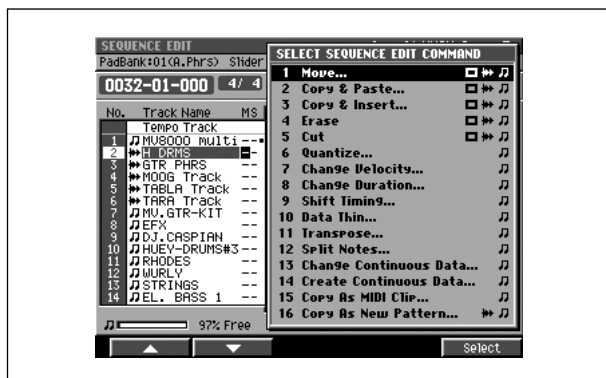 SEQUENCE EDIT
PadBank:01(A.Phrs) Slider
0032-01-000 4/ 4
No. Track Name MS
Tempo Track
1 MV8000 multi --
2 H DRMS -
3 GTR PHRS --
4 MOOG Track --
5 TABLA Track --
6 TARA Track --
7 MV.GTR-KIT --
8 EFX --
9 DJ.CASPIAN --
10 HUEY-DRUMS#3 --
11 RHODES --
12 WURLY --
13 STRINGS --
14 EL. BASS 1 --
97% Free
SELECT SEQUENCE EDIT COMMAND
1 Move...
2 Copy & Paste...
3 Copy & Insert...
4 Erase
5 Cut
6 Quantize...
7 Change Velocity...
8 Change Duration...
9 Shift Timing...
10 Data Thin...
11 Transpose...
12 Split Notes...
13 Change Continuous Data...
14 Create Continuous Data...
15 Copy As MIDI Clip...
16 Copy As New Pattern...
Select